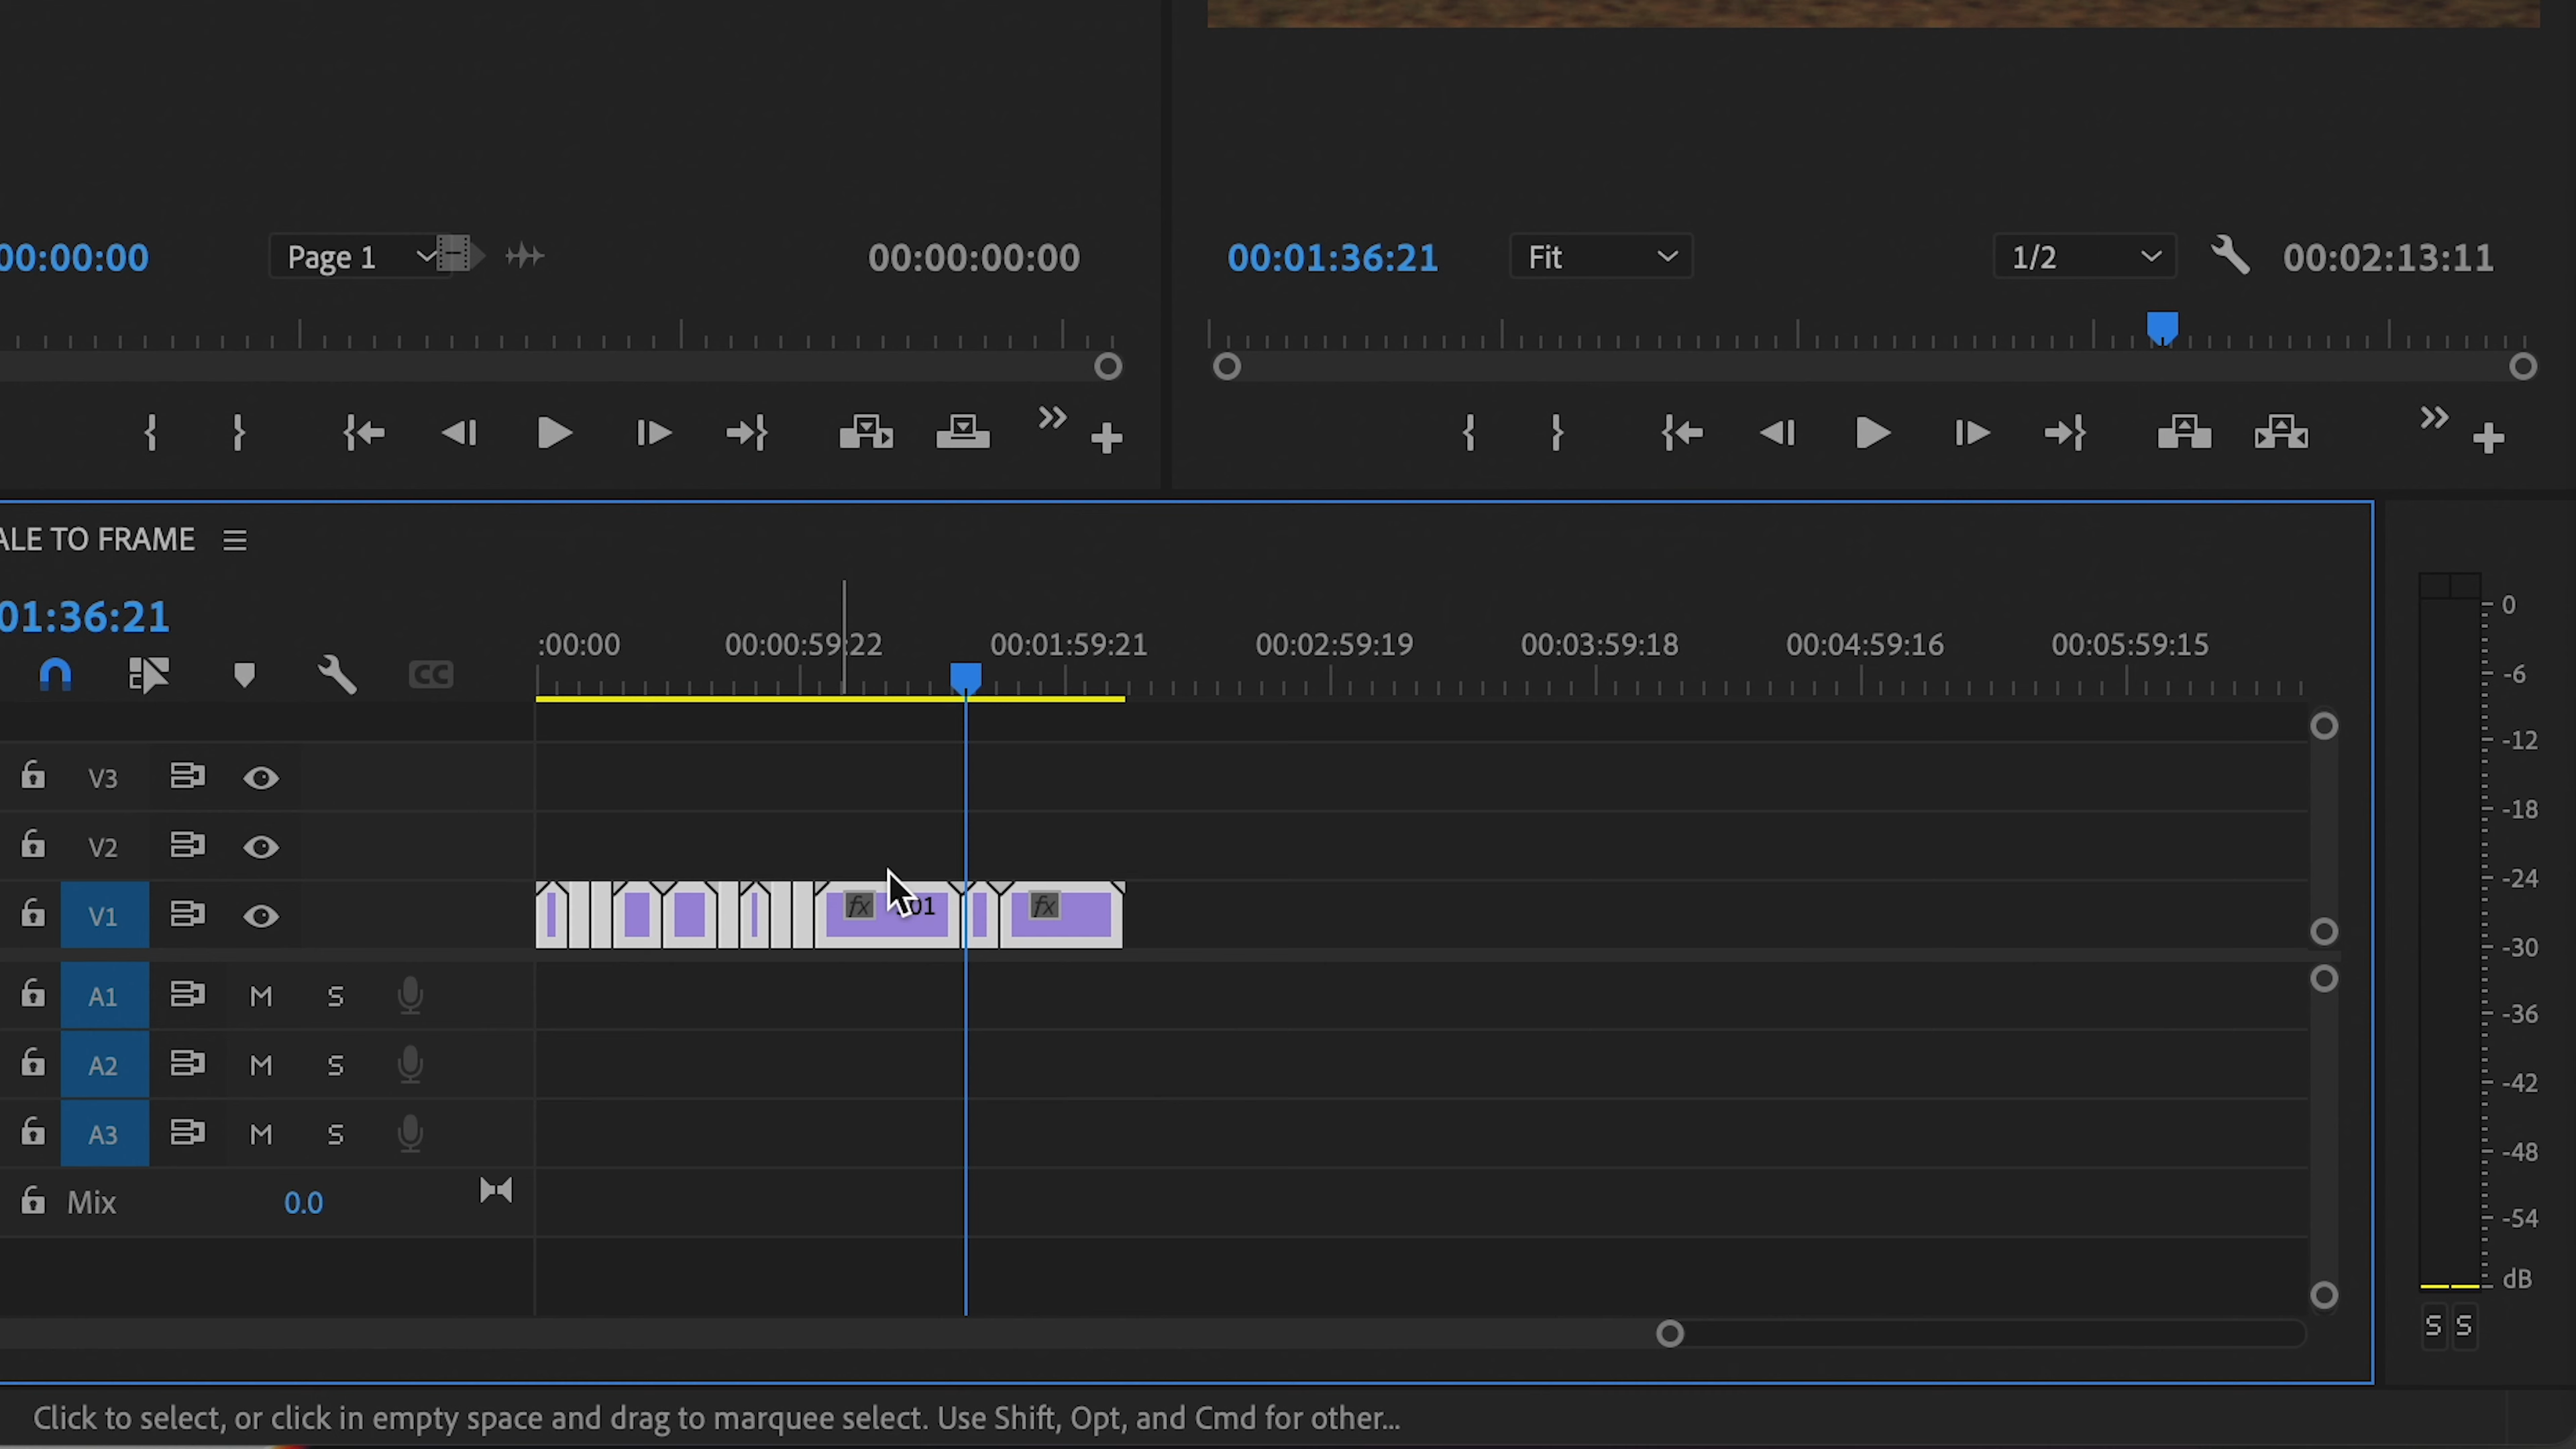 00:00:00
Page 1
00:00:00:00
00:01:36:21
Fit
1/2
00:02:13:11
ALE TO FRAME
01:36:21
:00:00
00:00:59:22
00:01:59:21
00:02:59:19
00:03:59:18
00:04:59:16
00:05:59:15
CC
V3
V2
V1
fx
01
fx
A1 M S
A2 M S
A3 M S
Mix 0.0
0
-6
-12
-18
-24
-30
-36
-42
-48
-54
dB
S S
Click to select, or click in empty space and drag to marquee select. Use Shift, Opt, and Cmd for other...